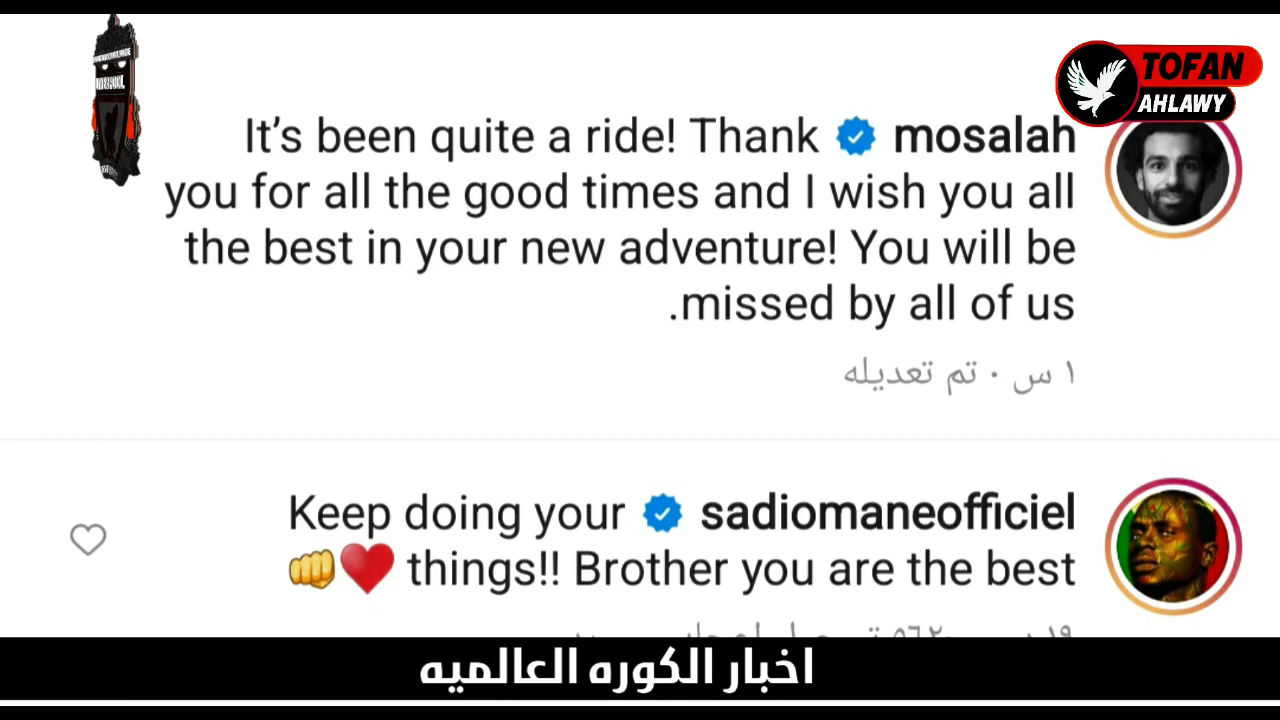 TOFAN
AHLAWY
mosalah It's been quite a ride! Thank
you for all the good times and I wish you all
the best in your new adventure! You will be
missed by all of us.
١ س · تم تعديله
sadiomaneofficiel Keep doing your
things!! Brother you are the best ❤️👊
اخبار الكوره العالميه